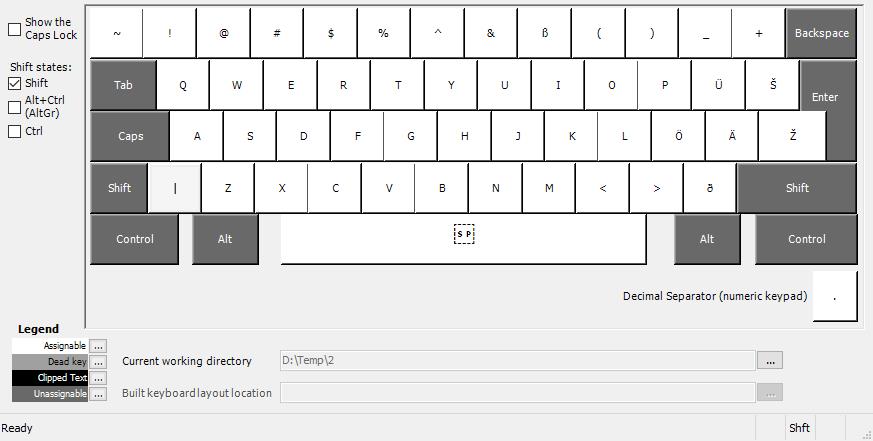 Show the
Caps Lock
Shift states:
Shift
Alt+Ctrl
(AltGr)
Ctrl
~ ! @ # $ % ^ & ß ( ) _ + Backspace
Tab Q W E R T Y U I O P Ü Š Enter
Caps A S D F G H J K L Ö Ä Ž
Shift | Z X C V B N M < > ð Shift
Control Alt SP Alt Control
Decimal Separator (numeric keypad) .
Legend
Assignable ...
Dead key ...
Clipped Text ...
Unassignable ...
Current working directory D:\Temp\2 ...
Built keyboard layout location ...
Ready Shft